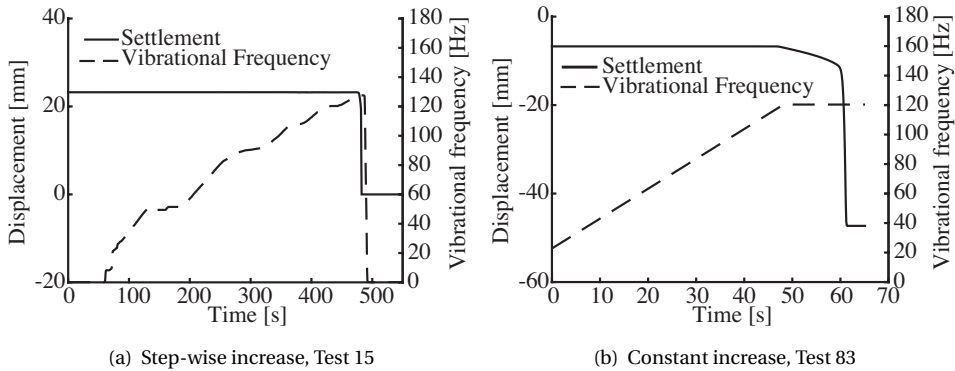 40
20
0
-20
Displacement [mm]
Settlement
Vibrational Frequency
180
160
140
120
100
80
60
40
20
0
Vibrational frequency [Hz]
0 100 200 300 400 500
Time [s]
(a) Step-wise increase, Test 15
-0
-20
-40
-60
Displacement [mm]
Settlement
Vibrational Frequency
180
160
140
120
100
80
60
40
20
0
Vibrational frequency [Hz]
0 10 20 30 40 50 60 70
Time [s]
(b) Constant increase, Test 83